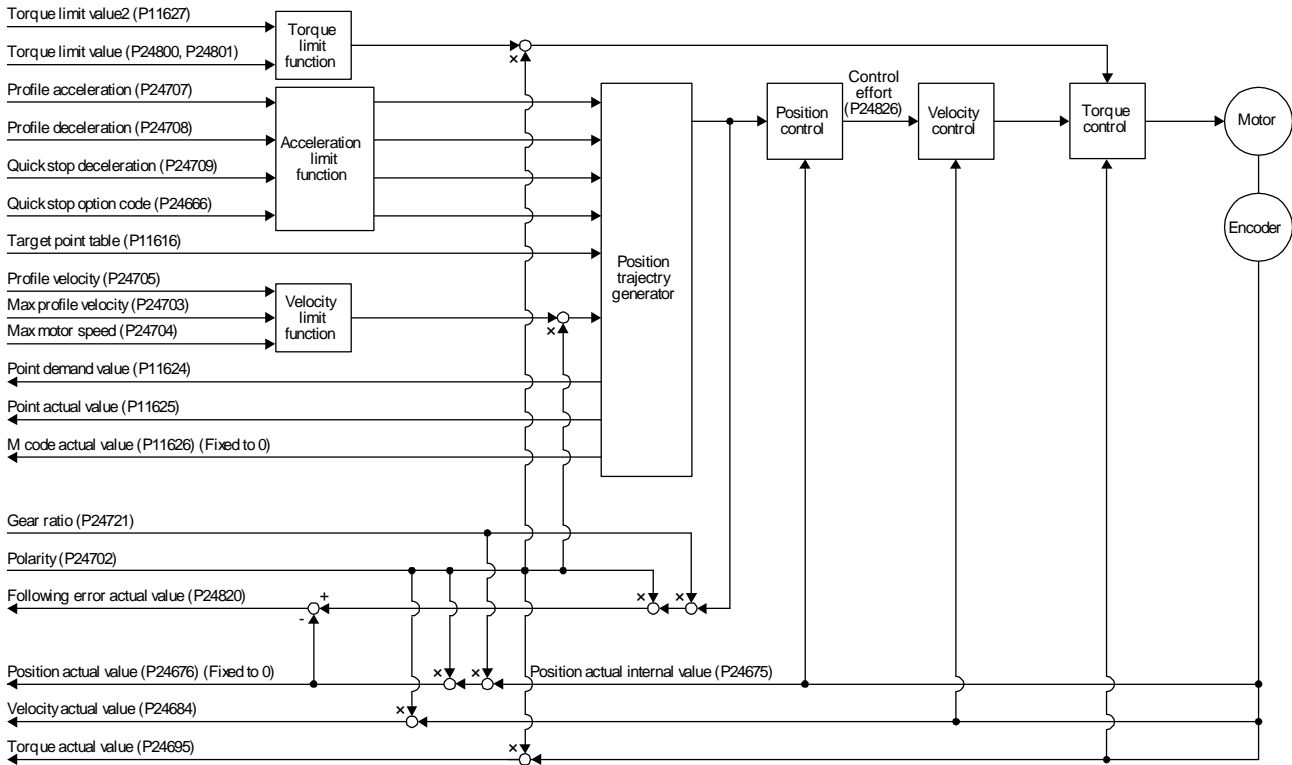 Torque limit value2 (P11627)
Torque limit value (P24800, P24801)
Torque
limit
function
×
Profile acceleration (P24707)
Profile deceleration (P24708)
Quick stop deceleration (P24709)
Quick stop option code (P24666)
Acceleration
limit
function
Target point table (P11616)
Profile velocity (P24705)
Max profile velocity (P24703)
Max motor speed (P24704)
Velocity
limit
function
×
Position
trajectry
generator
Position
control
Control
effort
(P24826)
Velocity
control
Torque
control
Motor
Encoder
Point demand value (P11624)
Point actual value (P11625)
M code actual value (P11626) (Fixed to 0)
Gear ratio (P24721)
Polarity (P24702)
Following error actual value (P24820)
+
-
×
×
Position actual value (P24676) (Fixed to 0)
×
×
Position actual internal value (P24675)
Velocity actual value (P24684)
×
Torque actual value (P24695)
×